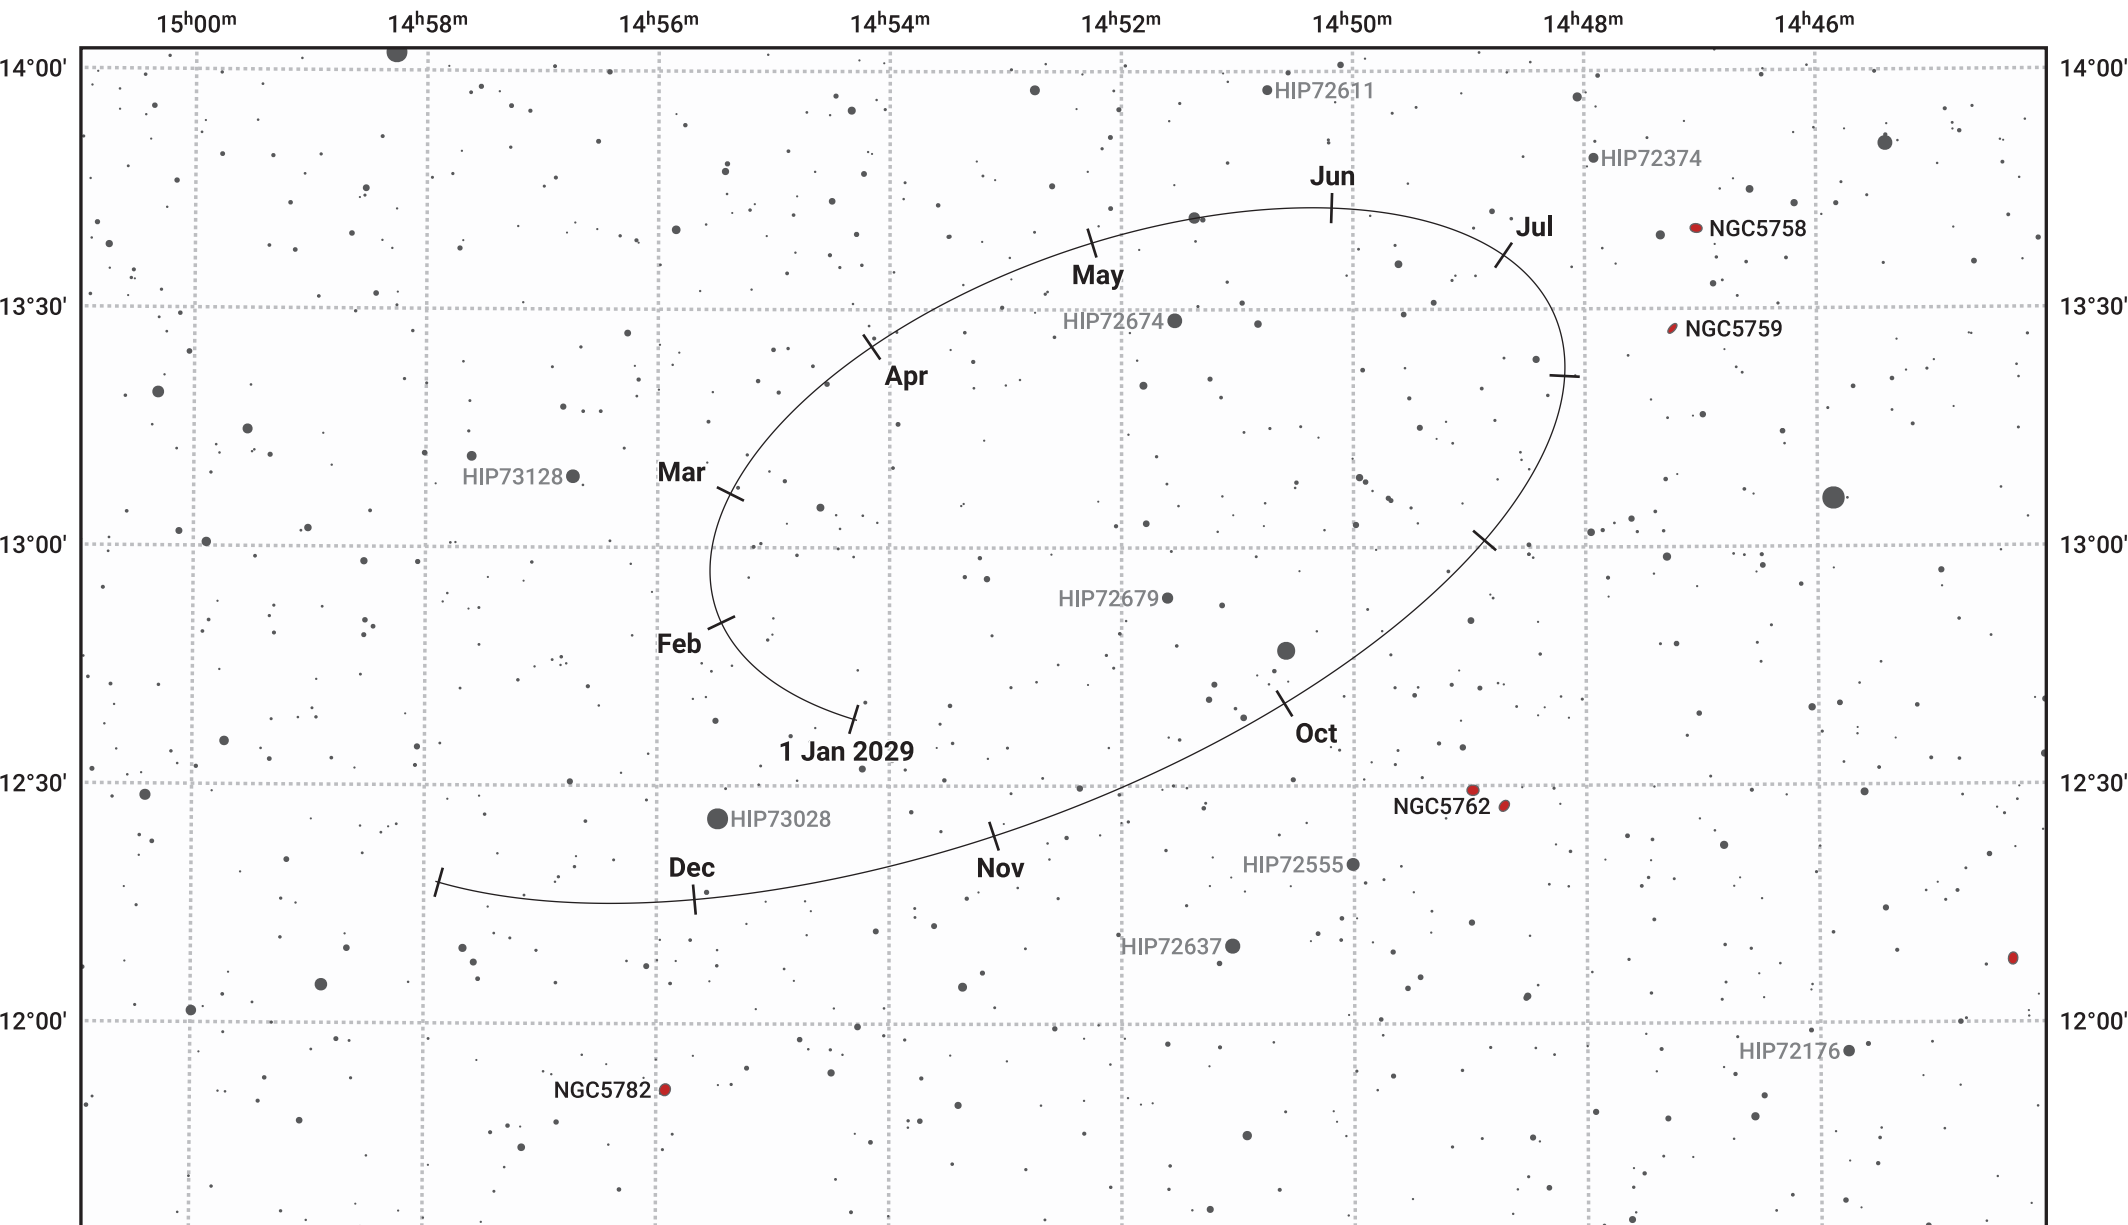 15ʰ00ᵐ 14ʰ58ᵐ 14ʰ56ᵐ 14ʰ54ᵐ 14ʰ52ᵐ 14ʰ50ᵐ 14ʰ48ᵐ 14ʰ46ᵐ
14°00' 14°00'
HIP72611
HIP72374
Jun
Jul
NGC5758
May
13°30' 13°30'
HIP72674
NGC5759
Apr
Mar
HIP73128
13°00' 13°00'
HIP72679
Feb
Oct
1 Jan 2029
12°30' 12°30'
NGC5762
HIP73028
HIP72555
Dec
Nov
HIP72637
12°00' 12°00'
HIP72176
NGC5782